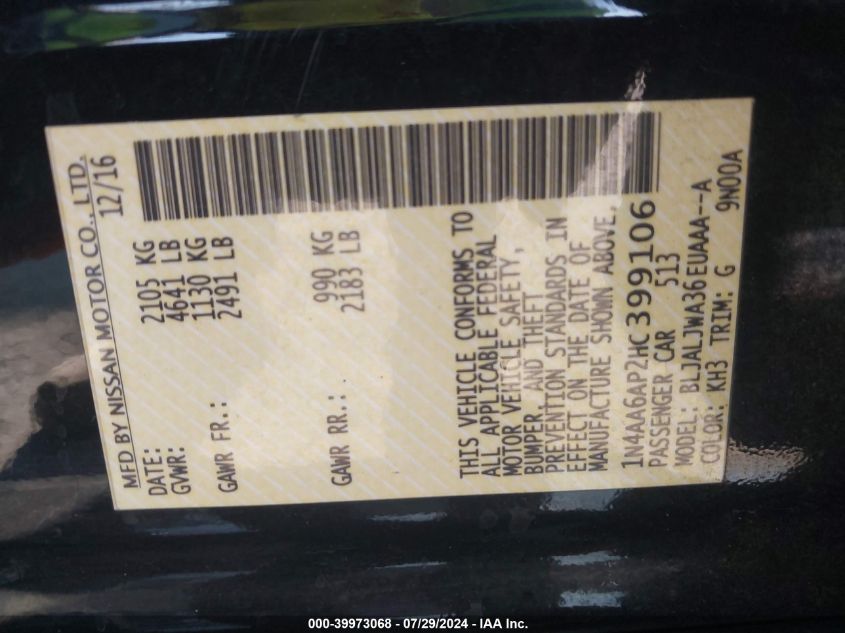 MFD BY NISSAN MOTOR CO., LTD.
DATE: 12/16
GVWR: 2105 KG
4641 LB
GAWR FR.: 1130 KG
2491 LB
GAWR RR.: 990 KG
2183 LB
THIS VEHICLE CONFORMS TO
ALL APPLICABLE FEDERAL
MOTOR VEHICLE SAFETY,
BUMPER, AND THEFT
PREVENTION STANDARDS IN
EFFECT ON THE DATE OF
MANUFACTURE SHOWN ABOVE.
1N4AA6AP2HC399106
PASSENGER CAR 513
MODEL: BLJALJWA36EUAAA--A
COLOR: KH3 TRIM: G 9N00A
000-39973068 - 07/29/2024 - IAA Inc.